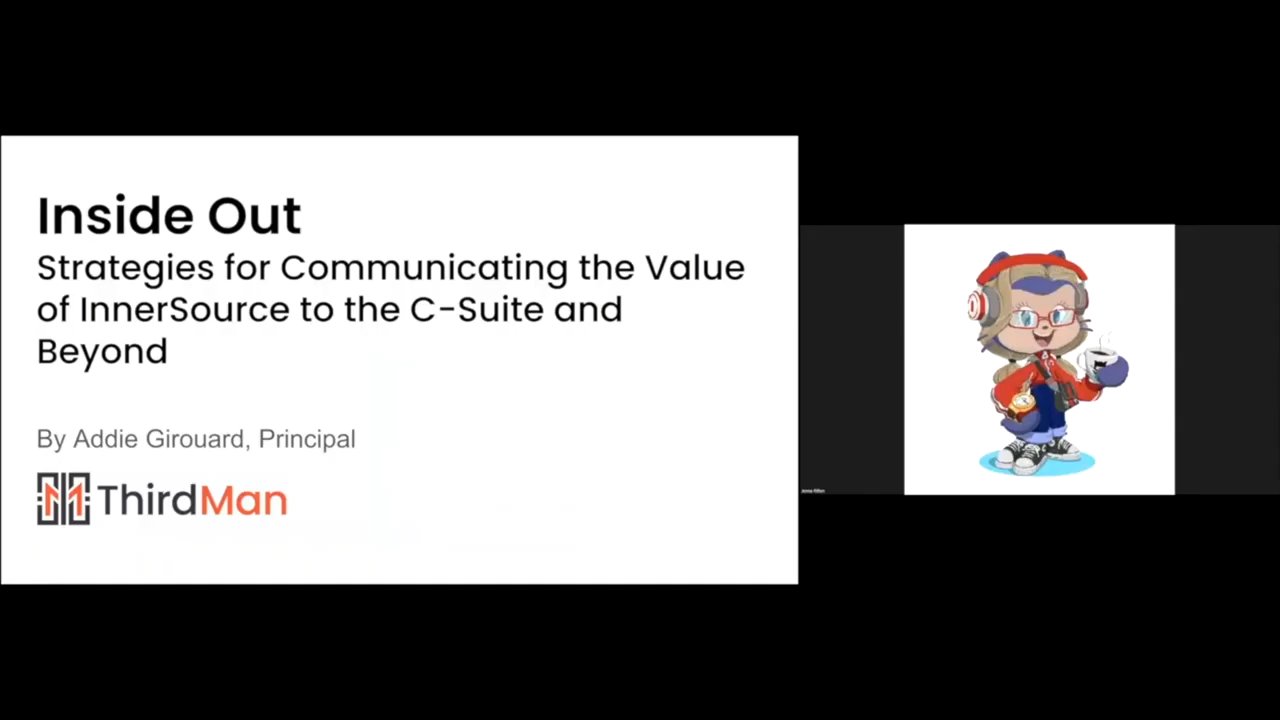 Inside Out
Strategies for Communicating the Value
of InnerSource to the C-Suite and
Beyond
By Addie Girouard, Principal
ThirdMan